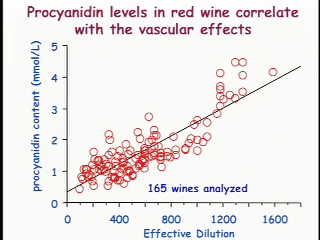 Procyanidin levels in red wine correlate
with the vascular effects
procyanidin content (mmol/L)
5
4
3
2
1
0
165 wines analyzed
0 400 800 1200 1600
Effective Dilution